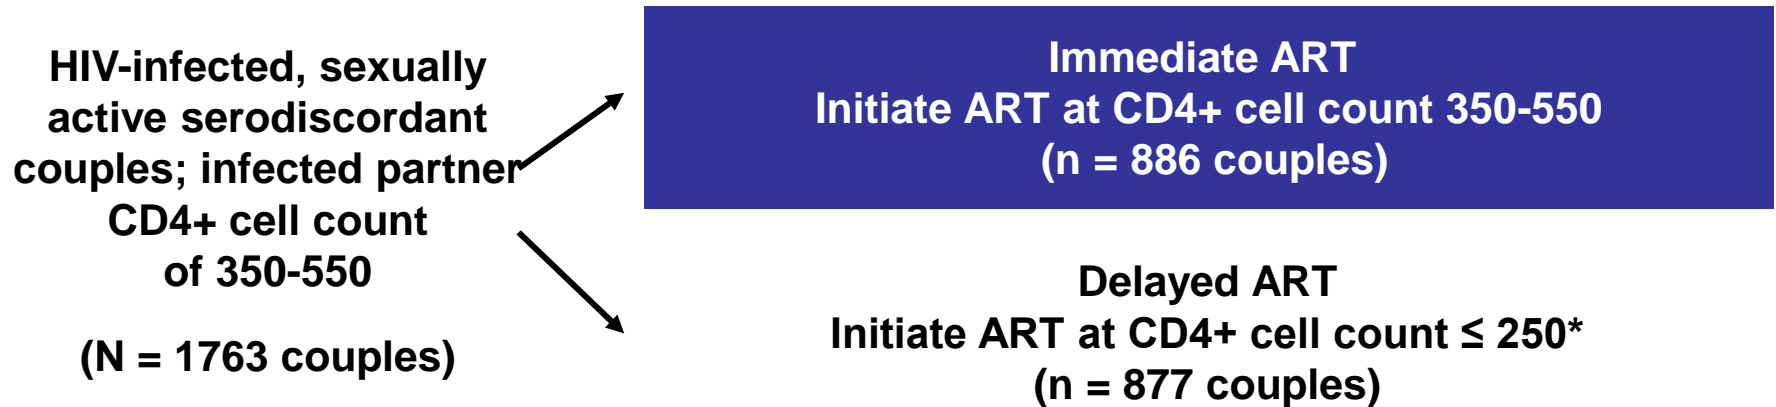 HIV-infected, sexually
active serodiscordant
couples; infected partner
CD4+ cell count
of 350-550
(N = 1763 couples)
Immediate ART
Initiate ART at CD4+ cell count 350-550
(n = 886 couples)
Delayed ART
Initiate ART at CD4+ cell count ≤ 250*
(n = 877 couples)